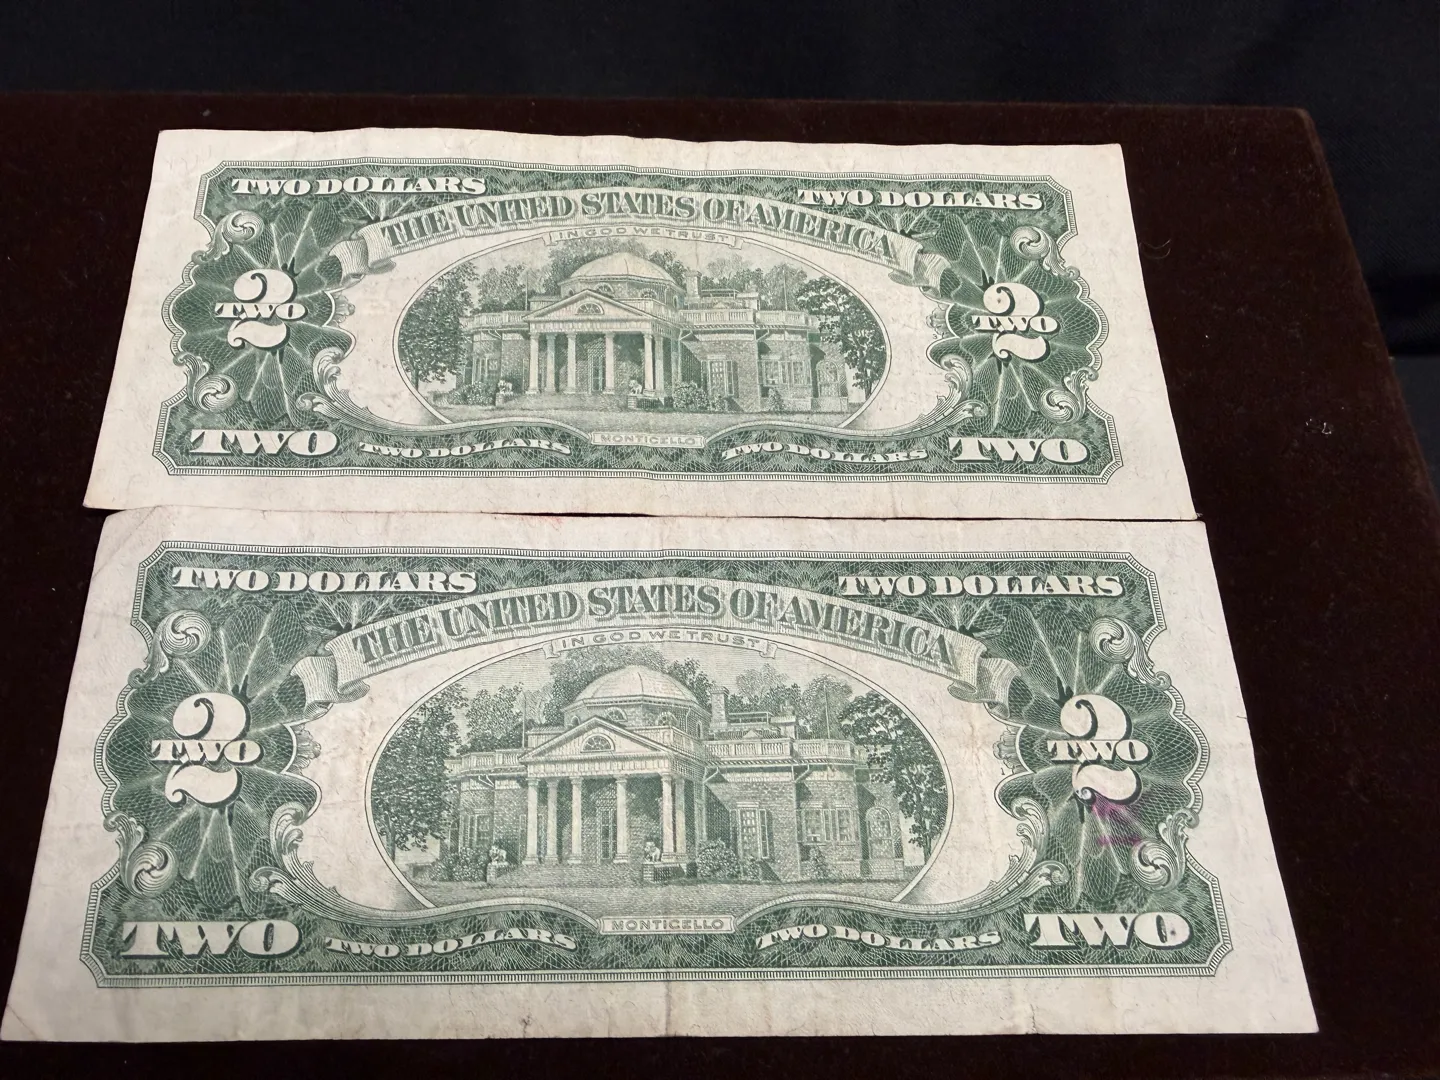 TWO DOLLARS TWO DOLLARS
THE UNITED STATES OF AMERICA
IN GOD WE TRUST
2 2
TWO TWO
MONTICELLO
TWO TWO DOLLARS TWO DOLLARS TWO
TWO DOLLARS TWO DOLLARS
THE UNITED STATES OF AMERICA
IN GOD WE TRUST
2 2
TWO TWO
MONTICELLO
TWO TWO DOLLARS TWO DOLLARS TWO